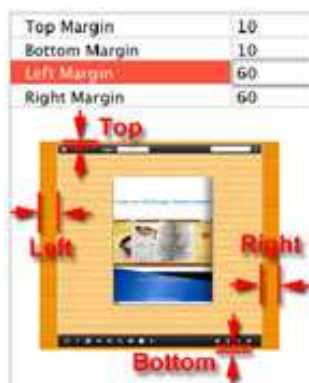 Top Margin 10
Bottom Margin 10
Left Margin 60
Right Margin 60
Top
Left
Right
Bottom